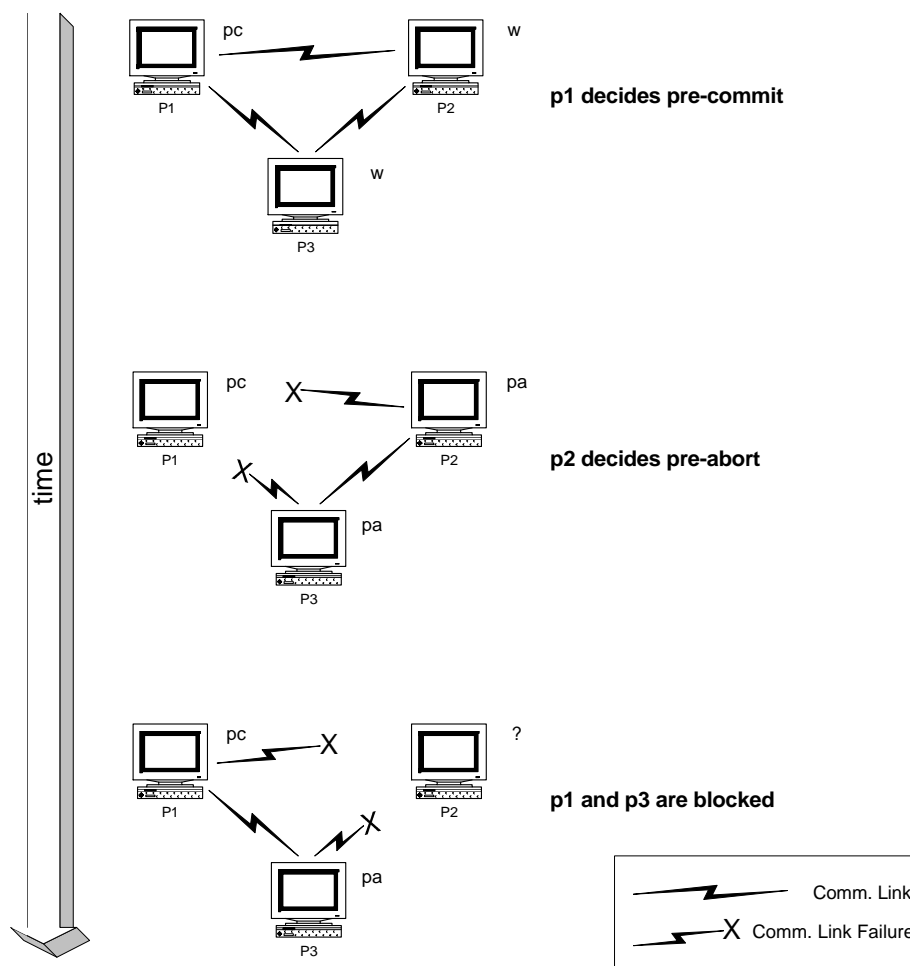 pc
w
P1
P2
p1 decides pre-commit
w
P3
pc
X
pa
P1
P2
p2 decides pre-abort
X
time
pa
P3
pc
X
?
P1
P2
p1 and p3 are blocked
X
pa
P3
Comm. Link
X Comm. Link Failure